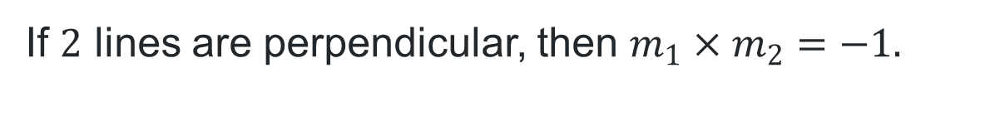 If 2 lines are perpendicular, then m₁ × m₂ = −1.